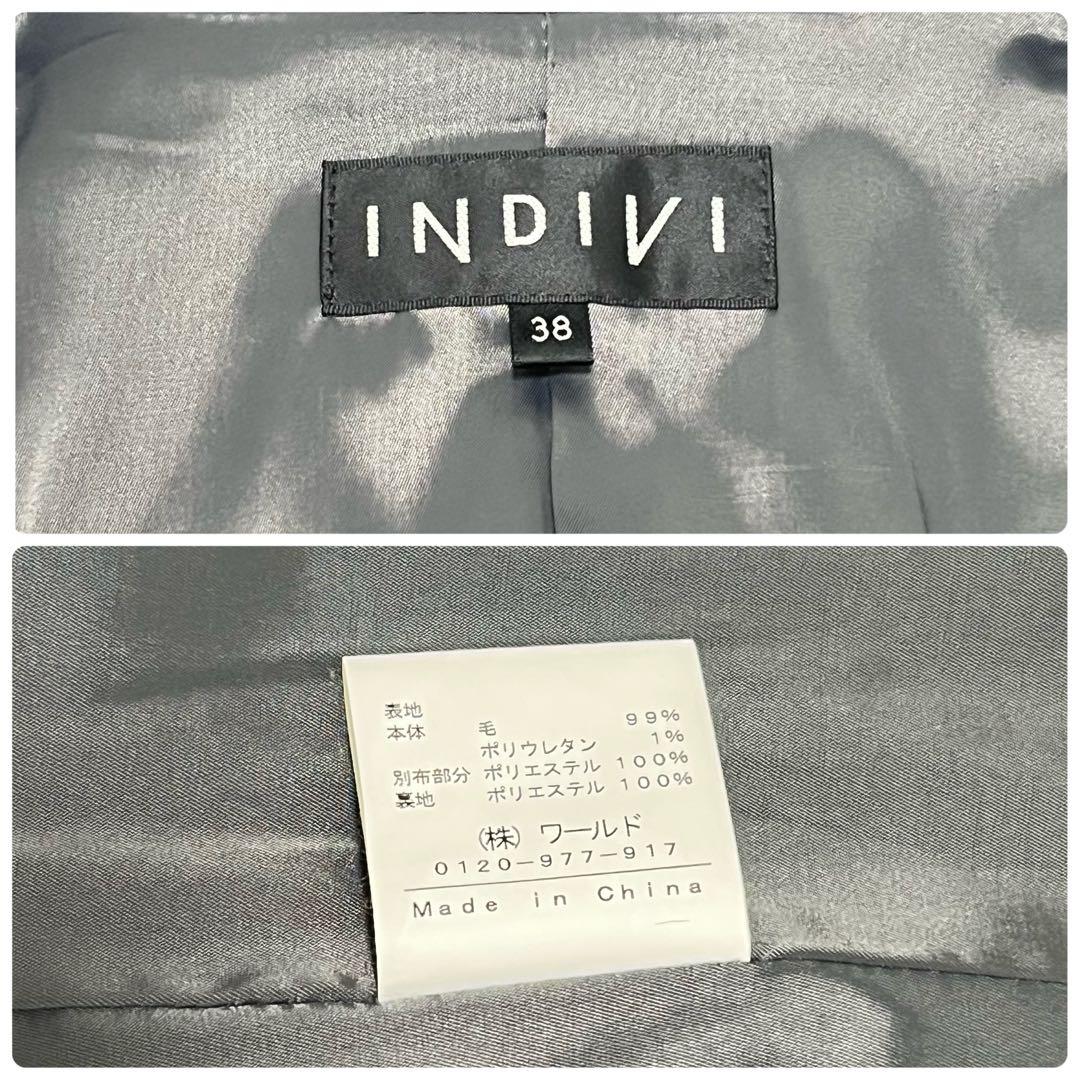 INDIVI
38
表地
本体 毛 99%
ポリウレタン 1%
別布部分 ポリエステル 100%
裏地 ポリエステル 100%
(株) ワールド
0120-977-917
Made in China